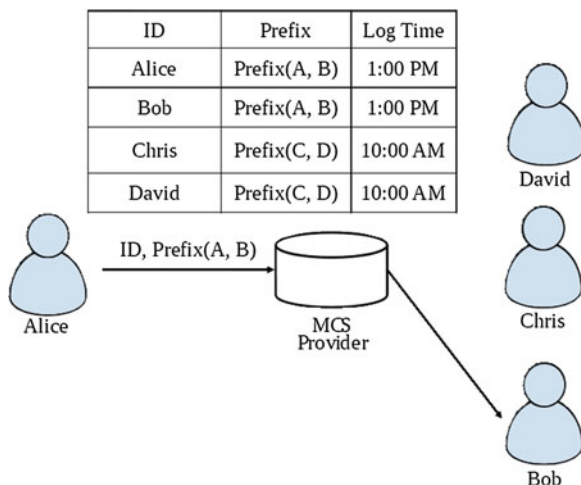 ID Prefix Log Time
Alice Prefix(A, B) 1:00 PM
Bob Prefix(A, B) 1:00 PM
Chris Prefix(C, D) 10:00 AM
David Prefix(C, D) 10:00 AM
David
ID, Prefix(A, B)
Alice
MCS
Provider
Chris
Bob